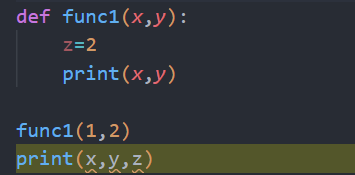 def func1(x,y):
    z=2
    print(x,y)

func1(1,2)
print(x,y,z)